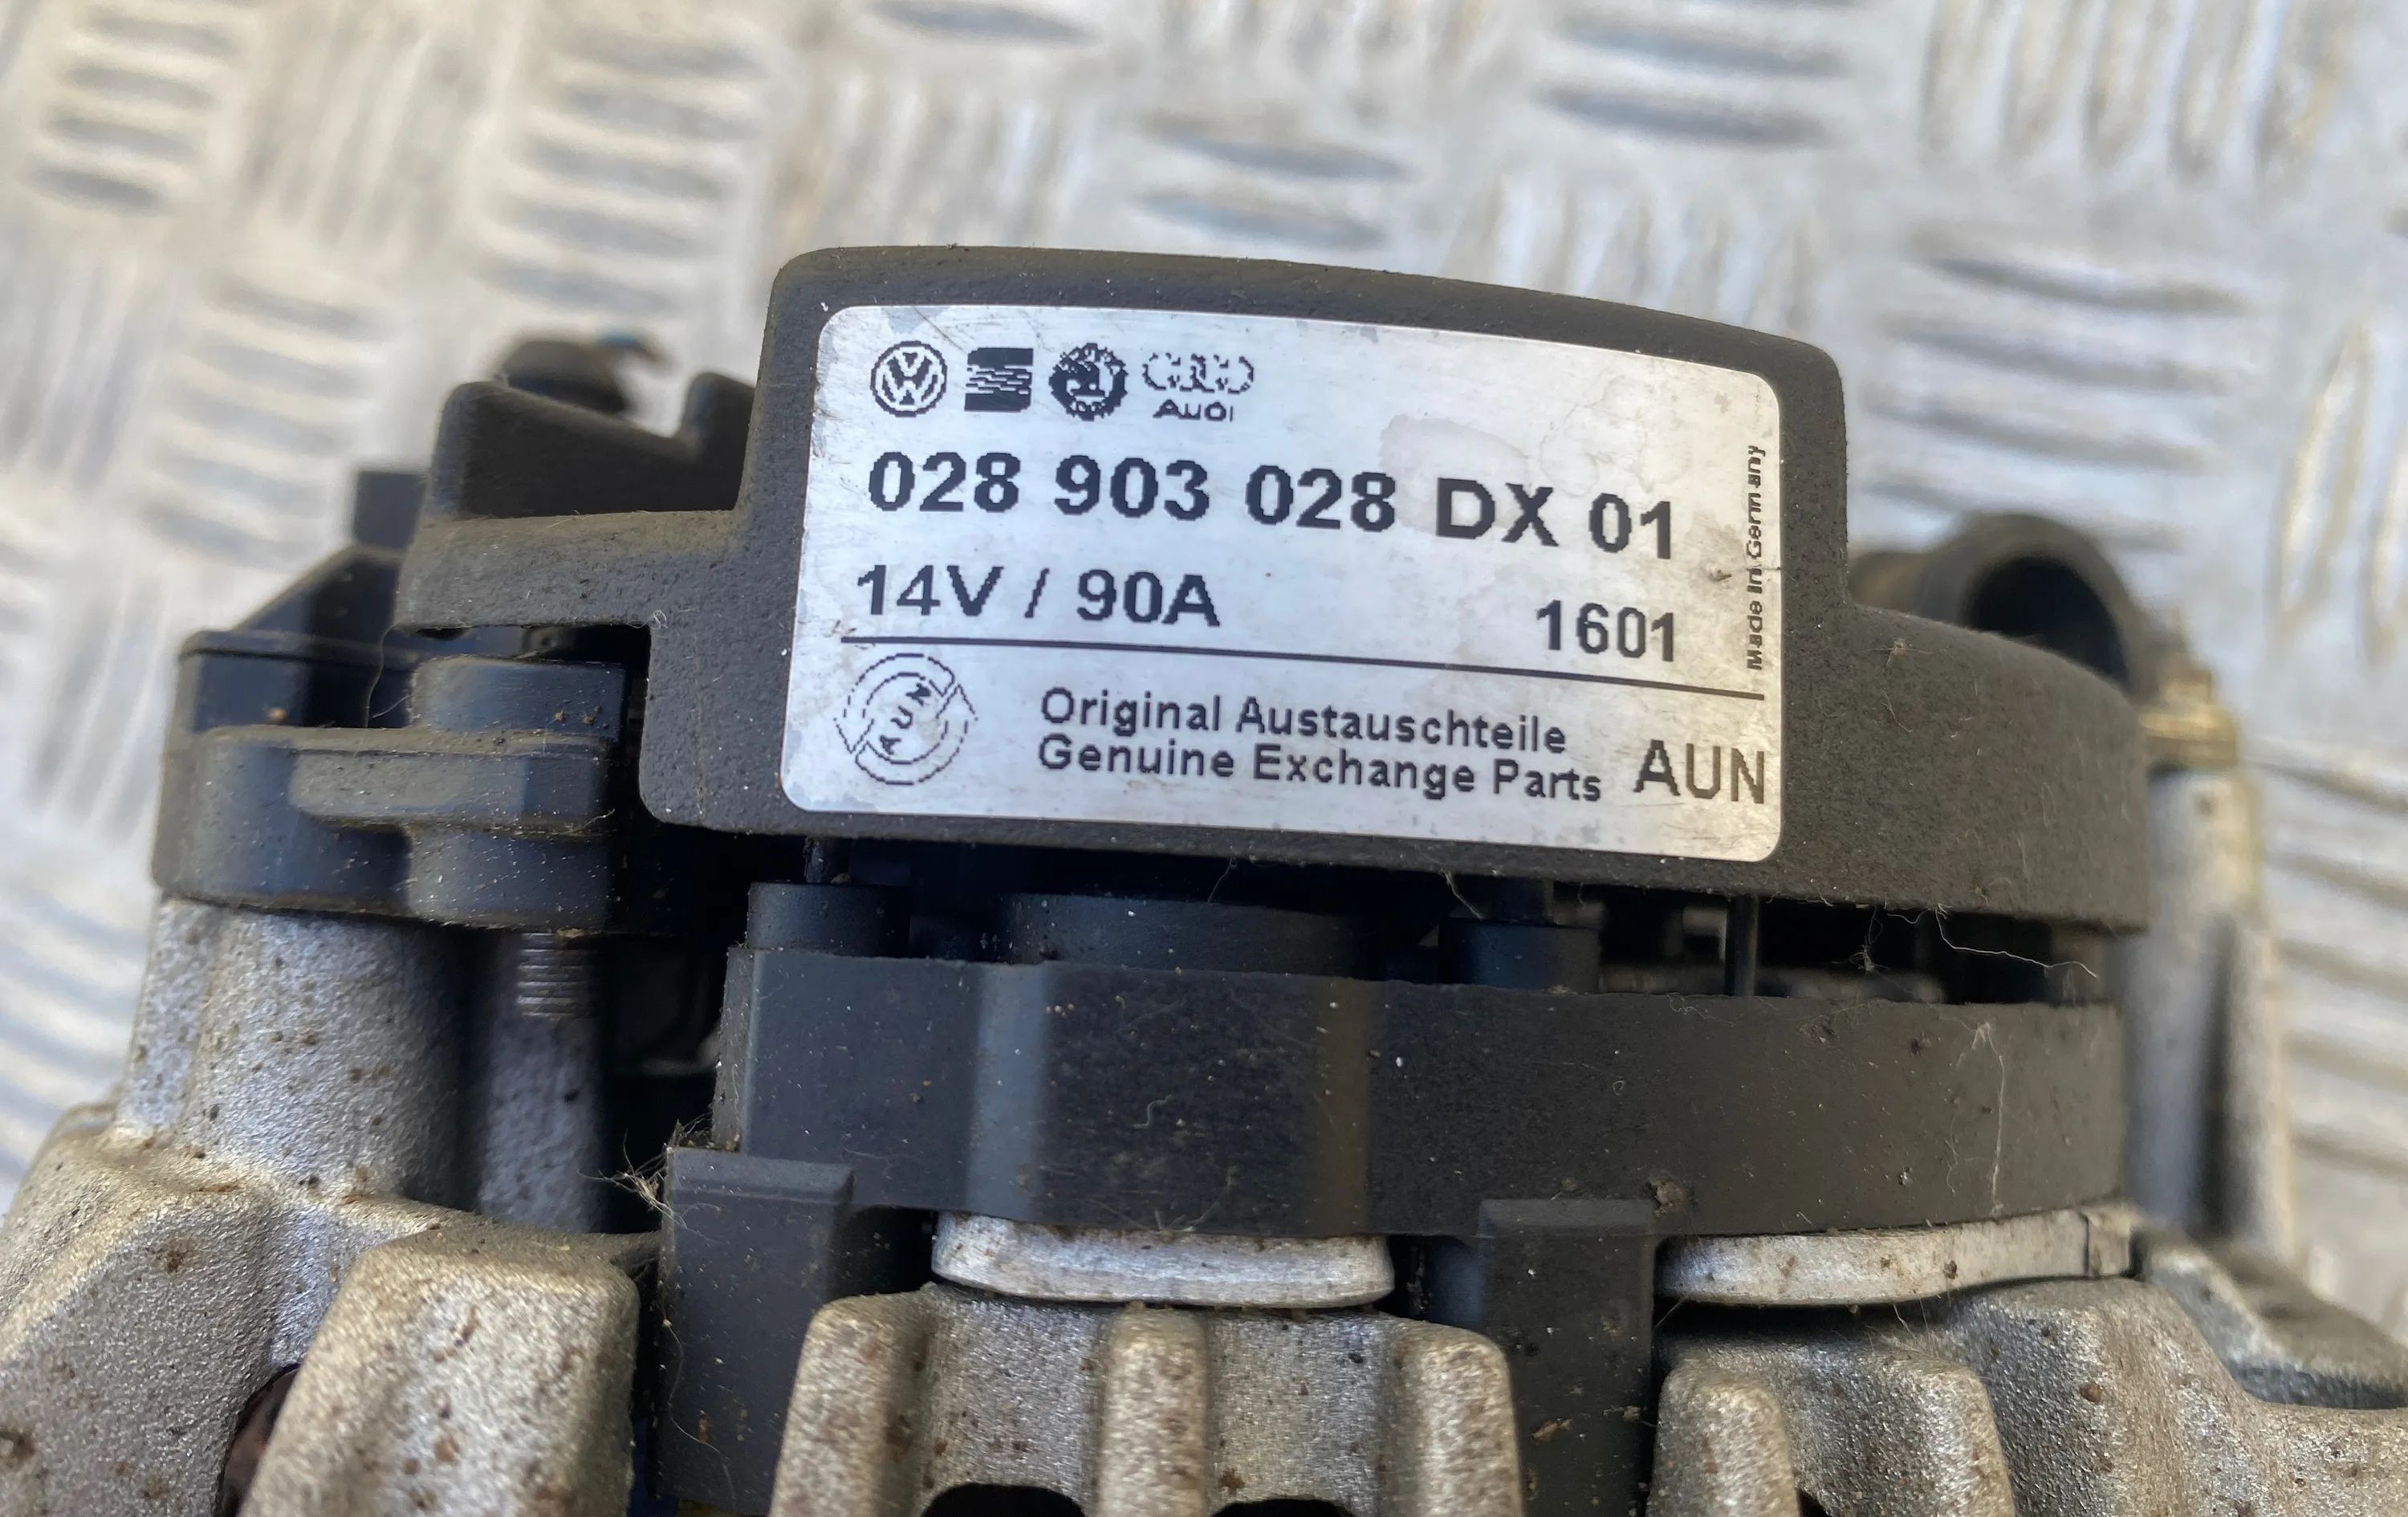 AUDI
028 903 028 DX 01
14V / 90A 1601
Made in Germany
AUN
Original Austauschteile
Genuine Exchange Parts AUN